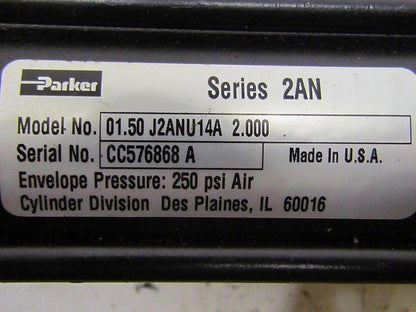 Parker Series 2AN
Model No. 01.50 J2ANU14A 2.000
Serial No. CC576868 A Made In U.S.A.
Envelope Pressure: 250 psi Air
Cylinder Division Des Plaines, IL 60016